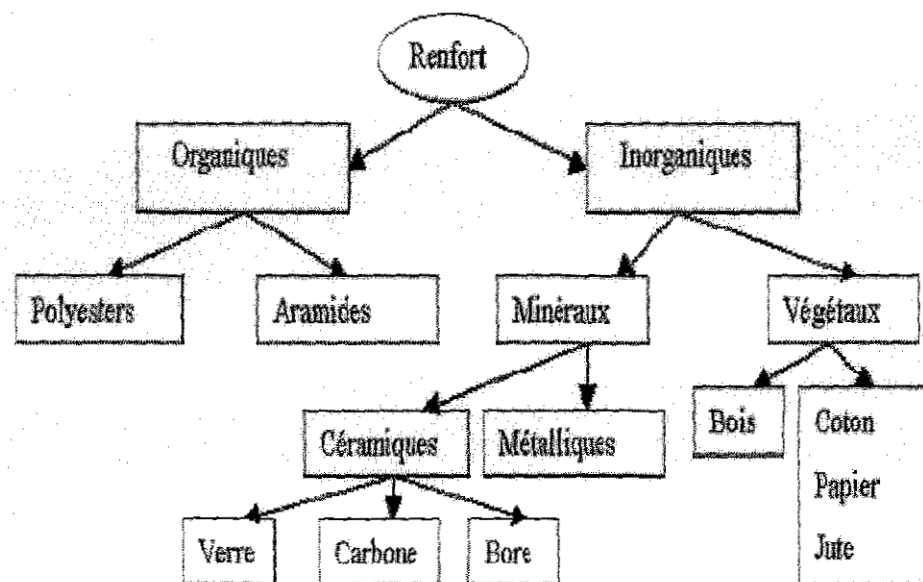 Renfort
Organiques
Inorganiques
Polyesters
Aramides
Minéraux
Végétaux
Céramiques
Métalliques
Bois
Coton
Papier
Jute
Verre
Carbone
Bore